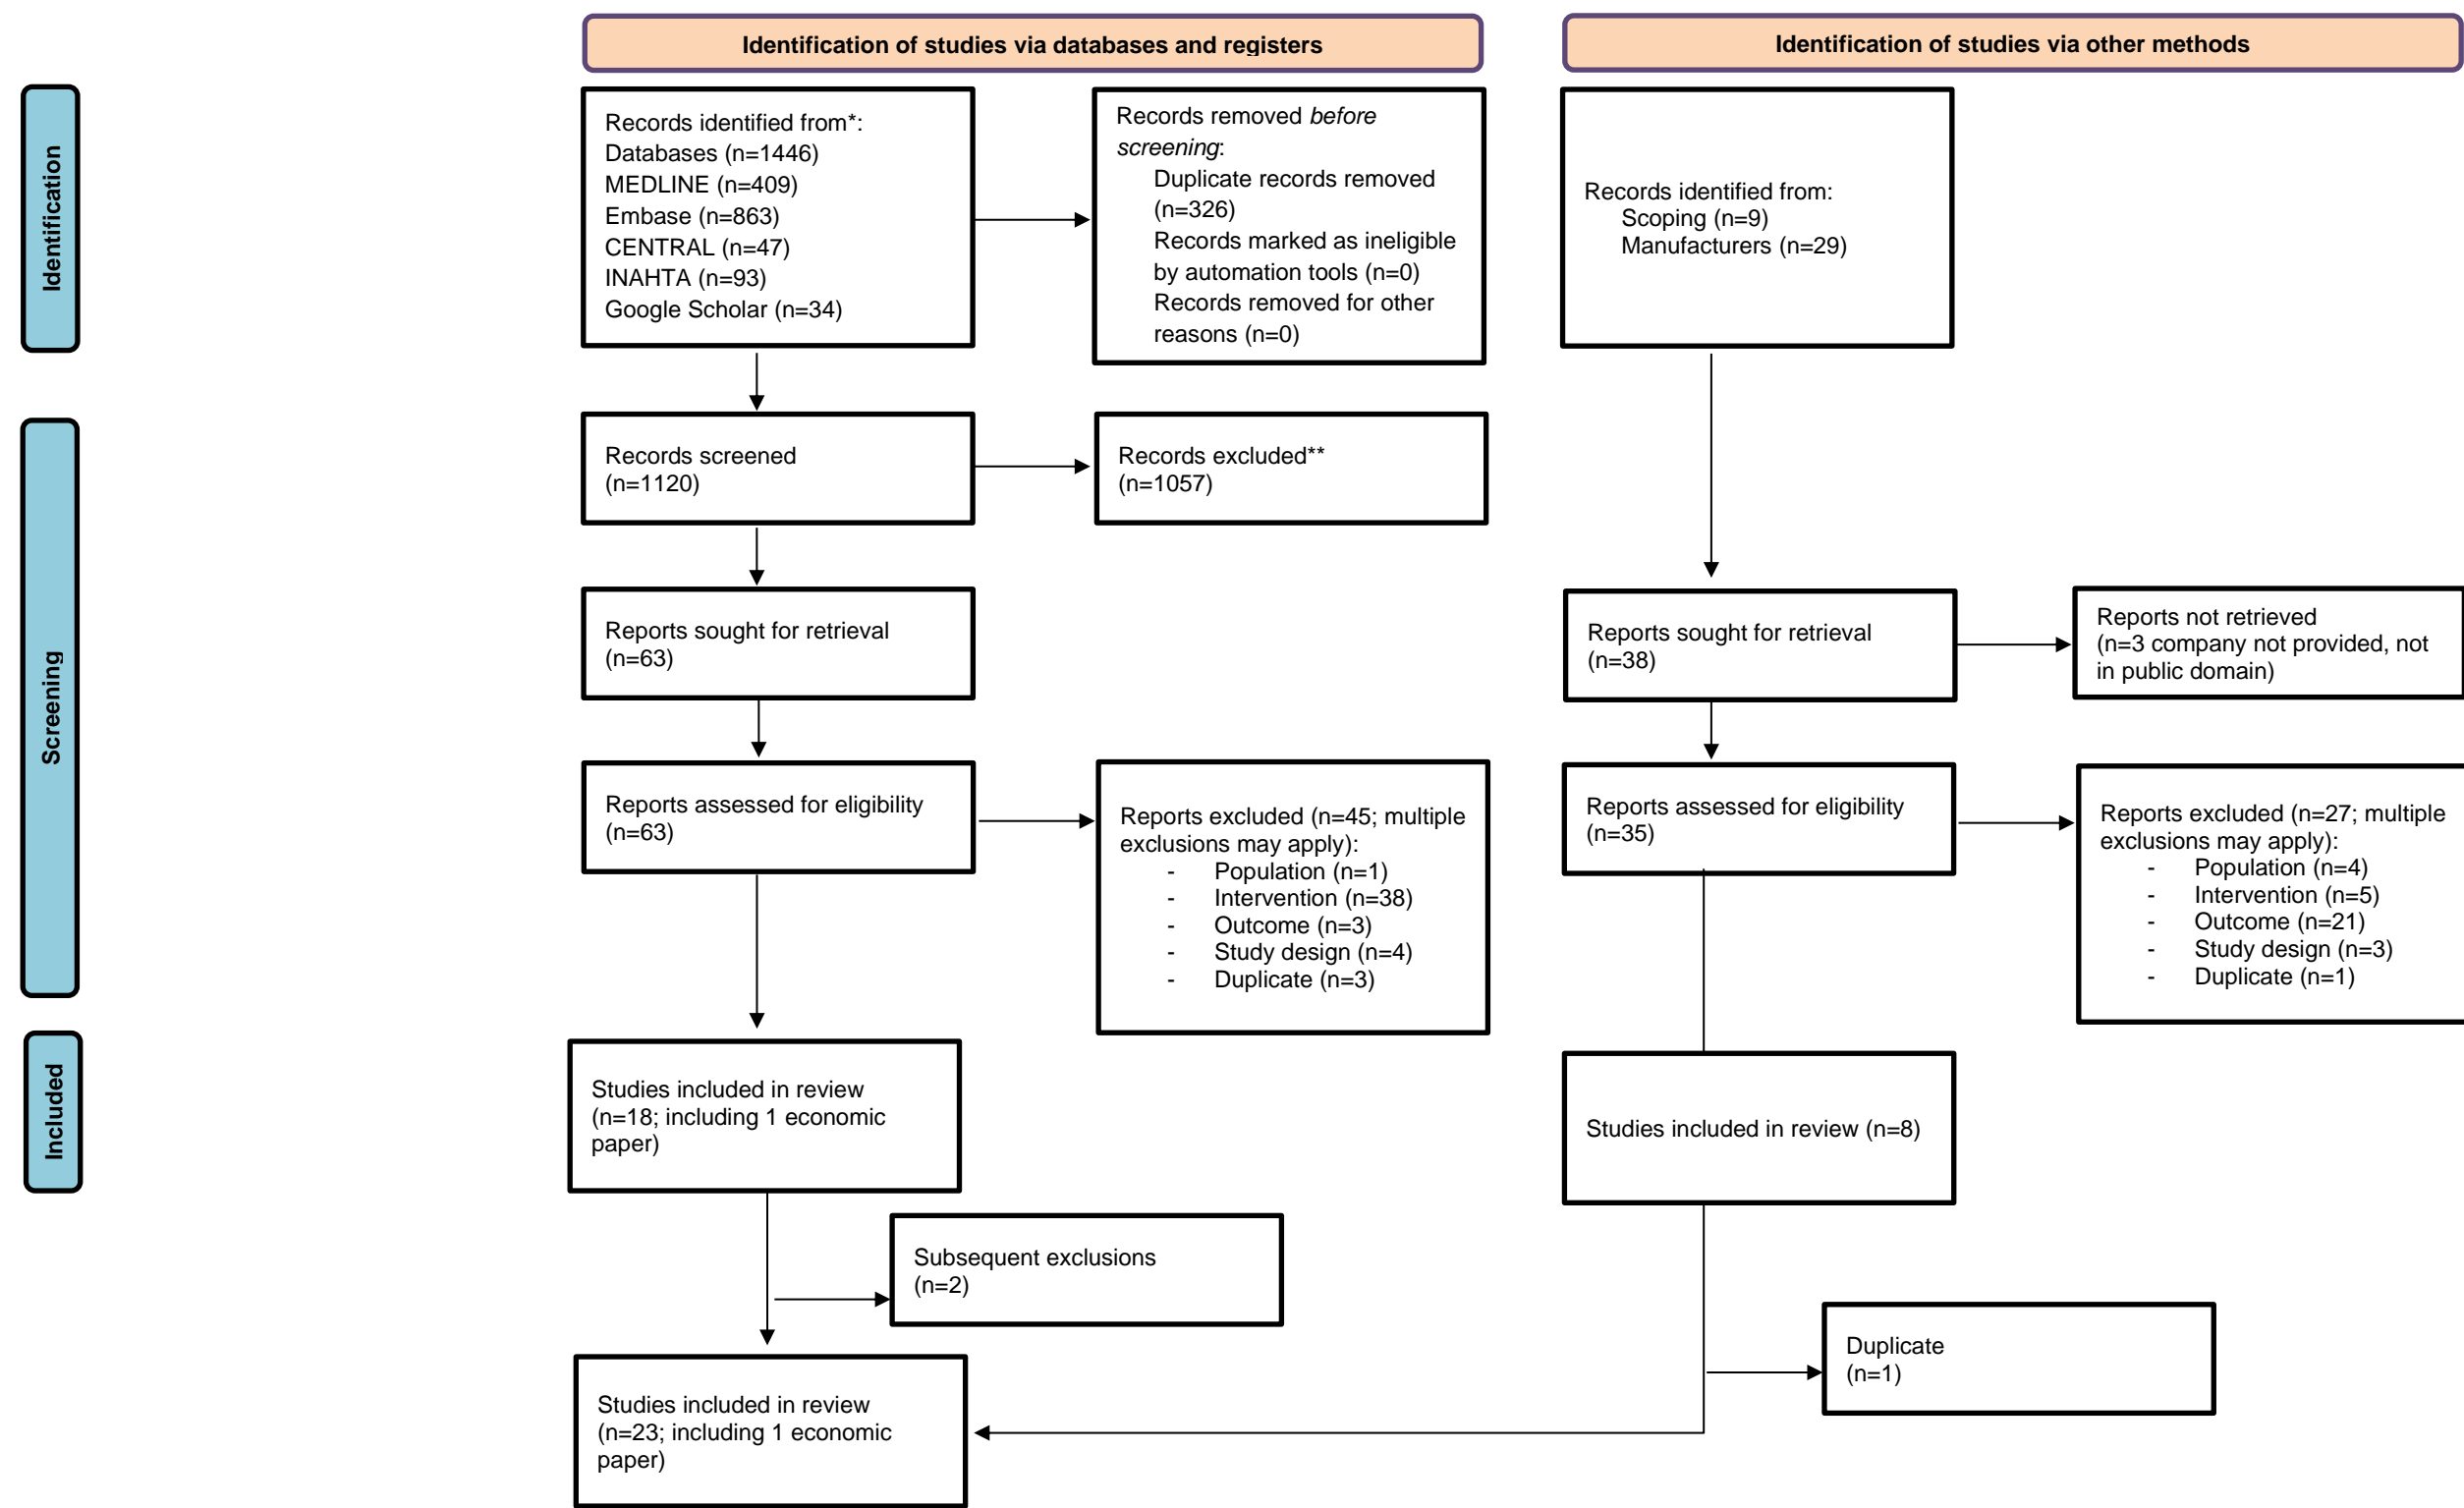 Identification of studies via databases and registers
Identification of studies via other methods
Identification
Records identified from*:
Databases (n=1446)
MEDLINE (n=409)
Embase (n=863)
CENTRAL (n=47)
INAHTA (n=93)
Google Scholar (n=34)
Records removed before
screening:
Duplicate records removed
(n=326)
Records marked as ineligible
by automation tools (n=0)
Records removed for other
reasons (n=0)
Records identified from:
Scoping (n=9)
Manufacturers (n=29)
Screening
Records screened
(n=1120)
Records excluded**
(n=1057)
Reports sought for retrieval
(n=63)
Reports sought for retrieval
(n=38)
Reports not retrieved
(n=3 company not provided, not
in public domain)
Reports assessed for eligibility
(n=63)
Reports excluded (n=45; multiple
exclusions may apply):
- Population (n=1)
- Intervention (n=38)
- Outcome (n=3)
- Study design (n=4)
- Duplicate (n=3)
Reports assessed for eligibility
(n=35)
Reports excluded (n=27; multiple
exclusions may apply):
- Population (n=4)
- Intervention (n=5)
- Outcome (n=21)
- Study design (n=3)
- Duplicate (n=1)
Included
Studies included in review
(n=18; including 1 economic
paper)
Studies included in review (n=8)
Subsequent exclusions
(n=2)
Duplicate
(n=1)
Studies included in review
(n=23; including 1 economic
paper)